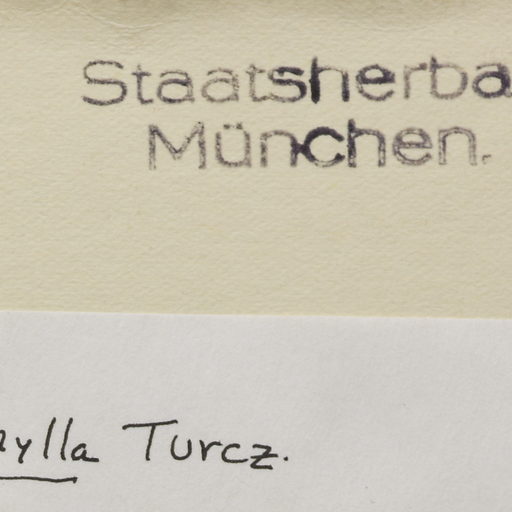 Staatsherba
München.
ylla Turcz.